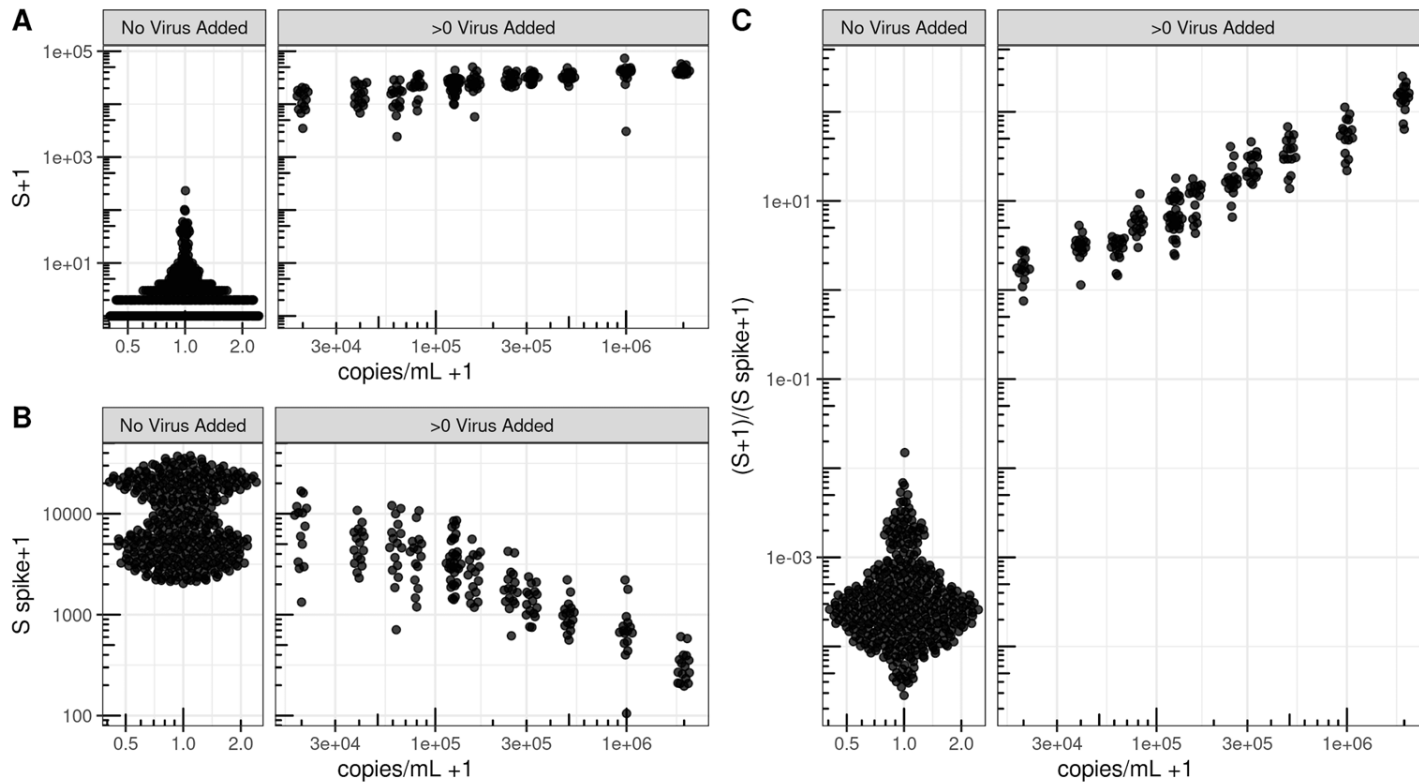 A
No Virus Added
>0 Virus Added
S+1
1e+05
1e+03
1e+01
0.5
1.0
2.0
3e+04
1e+05
3e+05
1e+06
copies/mL +1
B
No Virus Added
>0 Virus Added
S spike+1
10000
1000
100
0.5
1.0
2.0
3e+04
1e+05
3e+05
1e+06
copies/mL +1
C
No Virus Added
>0 Virus Added
(S+1)/(S spike+1)
1e+01
1e-01
1e-03
0.5
1.0
2.0
3e+04
1e+05
3e+05
1e+06
copies/mL +1